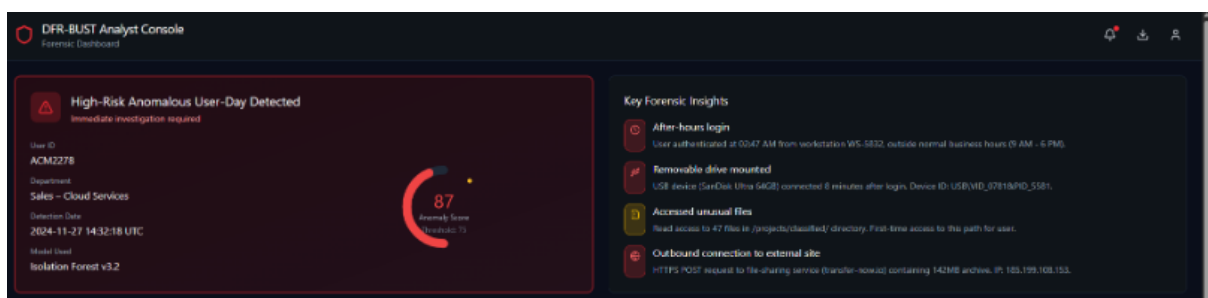 DFR-BUST Analyst Console
Forensic Dashboard
High-Risk Anomalous User-Day Detected
Immediate investigation required
User ID
ACM2278
Department
Sales – Cloud Services
Detection Date
2024-11-27 14:32:18 UTC
Model Used
Isolation Forest v3.2
87
Anomaly Score
Threshold: 75
Key Forensic Insights
After-hours login
User authenticated at 02:47 AM from workstation WS-5832, outside normal business hours (9 AM - 6 PM).
Removable drive mounted
USB device (SanDisk Ultra 64GB) connected 8 minutes after login. Device ID: USB\VID_0781&PID_5581.
Accessed unusual files
Read access to 47 files in /projects/classified/ directory. First-time access to this path for user.
Outbound connection to external site
HTTPS POST request to file-sharing service (transfer-now.io) containing 142MB archive. IP: 185.199.108.153.